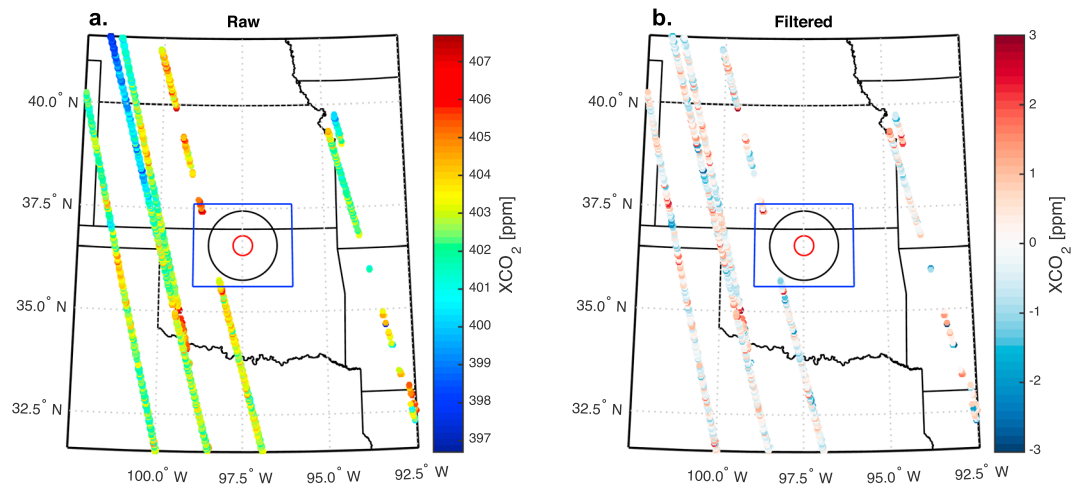 a. Raw
40.0° N
37.5° N
35.0° N
32.5° N
100.0° W
97.5° W
95.0° W
92.5° W
407
406
405
404
403
402
401
400
399
398
397
XCO2 [ppm]
b. Filtered
40.0° N
37.5° N
35.0° N
32.5° N
100.0° W
97.5° W
95.0° W
92.5° W
3
2
1
0
-1
-2
-3
XCO2 [ppm]